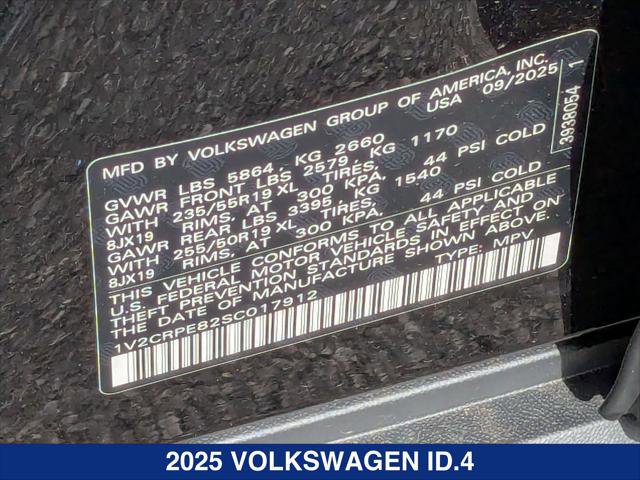 MFD BY VOLKSWAGEN GROUP OF AMERICA, INC.
USA 09/2025
GVWR LBS 5864, KG 2660
GAWR FRONT LBS 2579, KG 1170
WITH 235/55R19 XL TIRES,
8JX19 RIMS, AT 300 KPA, 44 PSI COLD
GAWR REAR LBS 3395, KG 1540
WITH 255/50R19 XL TIRES,
8JX19 RIMS, AT 300 KPA, 44 PSI COLD
THIS VEHICLE CONFORMS TO ALL APPLICABLE
U.S. FEDERAL MOTOR VEHICLE SAFETY, AND
THEFT PREVENTION STANDARDS IN EFFECT ON
THE DATE OF MANUFACTURE SHOWN ABOVE.
1V2CRPE82SC017912 TYPE: MPV
3938054 1
2025 VOLKSWAGEN ID.4